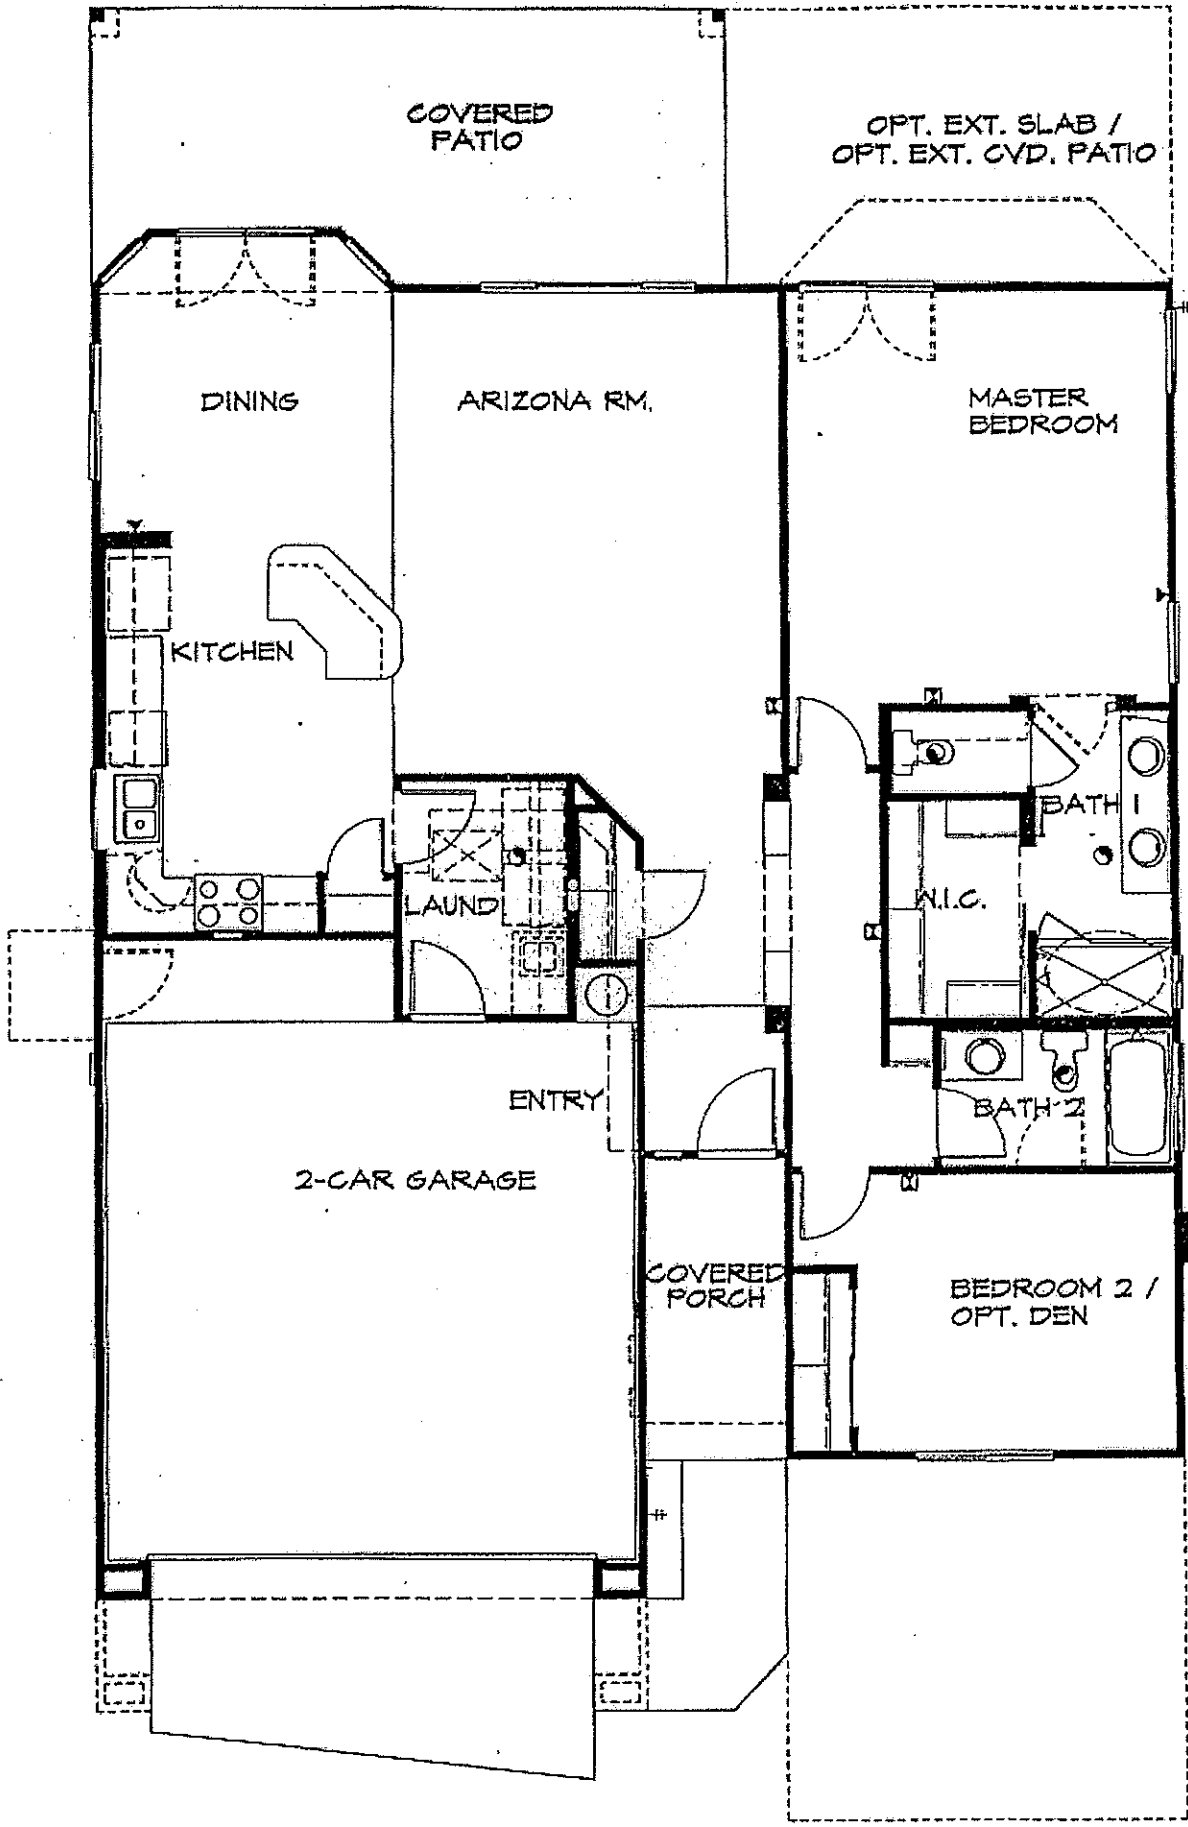 COVERED
PATIO
OPT. EXT. SLAB /
OPT. EXT. CVD. PATIO
DINING
ARIZONA RM.
MASTER
BEDROOM
KITCHEN
BATH 1
LAUND
W.I.C.
ENTRY
BATH 2
2-CAR GARAGE
COVERED
PORCH
BEDROOM 2 /
OPT. DEN